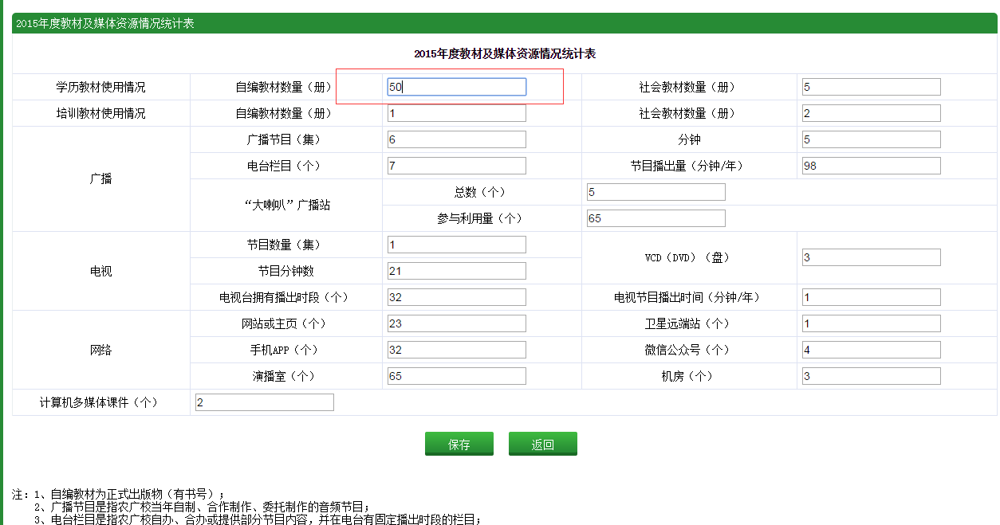 2015年度教材及媒体资源情况统计表
2015年度教材及媒体资源情况统计表
学历教材使用情况 自编教材数量（册） 50 社会教材数量（册） 5
培训教材使用情况 自编教材数量（册） 1 社会教材数量（册） 2
广播 广播节目（集） 6 分钟 5
电台栏目（个） 7 节目播出量（分钟/年） 98
“大喇叭”广播站 总数（个） 5
参与利用量（个） 65
电视 节目数量（集） 1 VCD（DVD）（盘） 3
节目分钟数 21
电视台拥有播出时段（个） 32 电视节目播出时间（分钟/年） 1
网络 网站或主页（个） 23 卫星远端站（个） 1
手机APP（个） 32 微信公众号（个） 4
演播室（个） 65 机房（个） 3
计算机多媒体课件（个） 2
保存 返回
注：1、自编教材为正式出版物（有书号）；
2、广播节目是指农广校当年自制、合作制作、委托制作的音频节目；
3、电台栏目是指农广校自办、合办或提供部分节目内容，并在电台有固定播出时段的栏目；